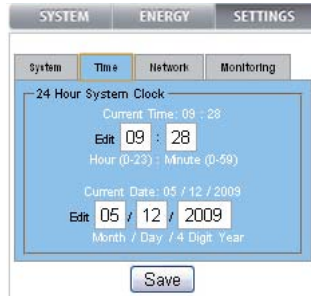 SYSTEM ENERGY SETTINGS
System Time Network Monitoring
24 Hour System Clock
Current Time: 09 : 28
Edit 09 : 28
Hour (0-23) : Minute (0-59)
Current Date: 05 / 12 / 2009
Edit 05 / 12 / 2009
Month / Day / 4 Digit Year
Save